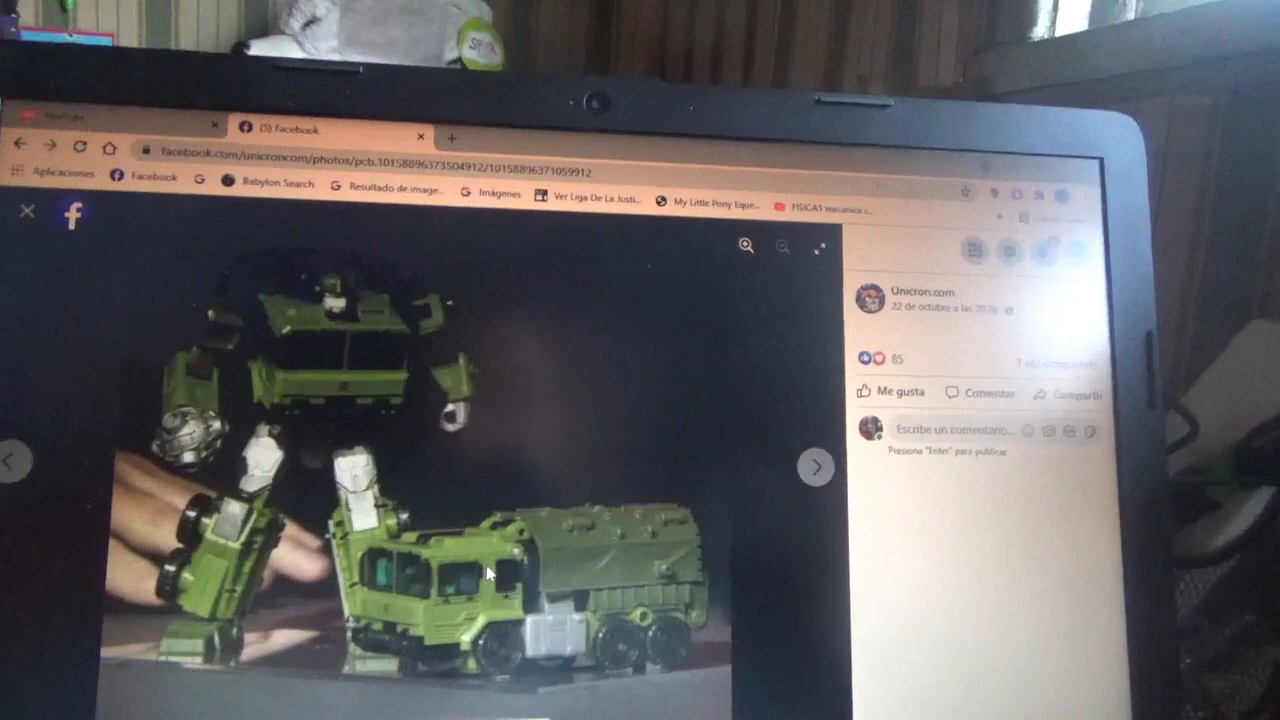 YouTube
(5) Facebook
facebook.com/unicroncom/photos/pcb.10158896373504912/10158896371059912
Aplicaciones Facebook Babylon Search Resultado de image... Imágenes Ver Liga De La Justi... My Little Pony Eque... FISICA1
Unicron.com
22 de octubre a las
85
Me gusta Comentar Compartir
Escribe un comentario...
Presiona "Enter" para publicar.